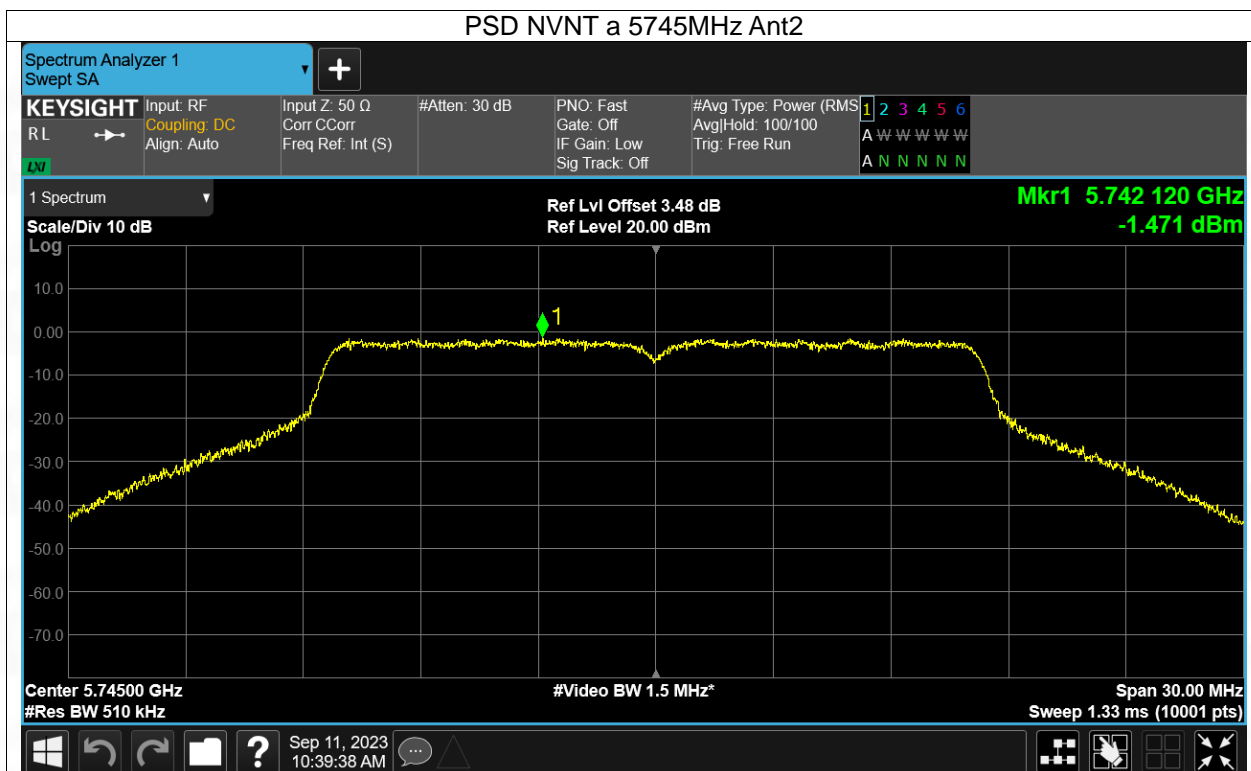 PSD NVNT a 5745MHz Ant2
Spectrum Analyzer 1
Swept SA
KEYSIGHT
R L
LXI
Input: RF
Coupling: DC
Align: Auto
Input Z: 50 Ω
Corr CCorr
Freq Ref: Int (S)
#Atten: 30 dB
PNO: Fast
Gate: Off
IF Gain: Low
Sig Track: Off
#Avg Type: Power (RMS
Avg|Hold: 100/100
Trig: Free Run
1 2 3 4 5 6
A W W W W W
A N N N N N
1 Spectrum
Scale/Div 10 dB
Log
Ref Lvl Offset 3.48 dB
Ref Level 20.00 dBm
Mkr1 5.742 120 GHz
-1.471 dBm
10.0
0.00
-10.0
-20.0
-30.0
-40.0
-50.0
-60.0
-70.0
1
Center 5.74500 GHz
#Res BW 510 kHz
#Video BW 1.5 MHz*
Span 30.00 MHz
Sweep 1.33 ms (10001 pts)
?
Sep 11, 2023
10:39:38 AM